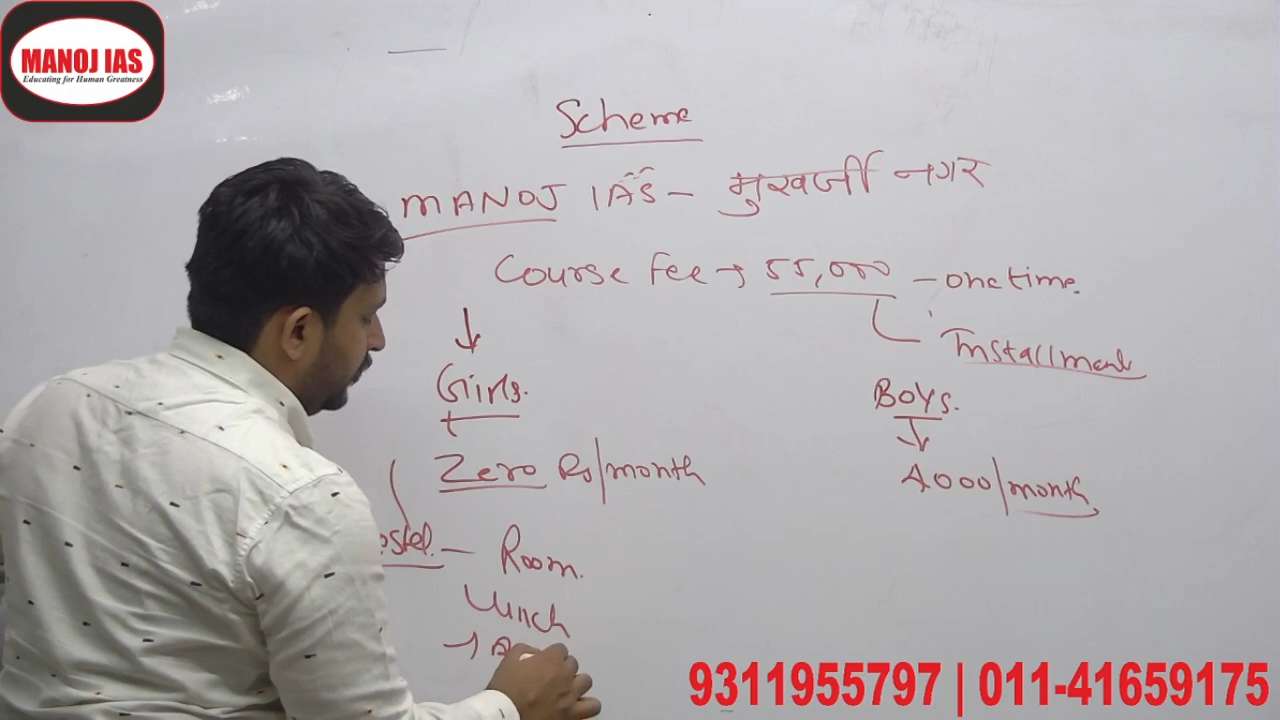 MANOJ IAS
Educating for Human Greatness
Scheme
MANOJ IAS - मुखर्जी नगर
Course Fee → 55,000 - one time.
Installment
Girls.
Boys.
Zero Rs/month
4000/month
ostel. - Room.
Lunch
9311955797 | 011-41659175